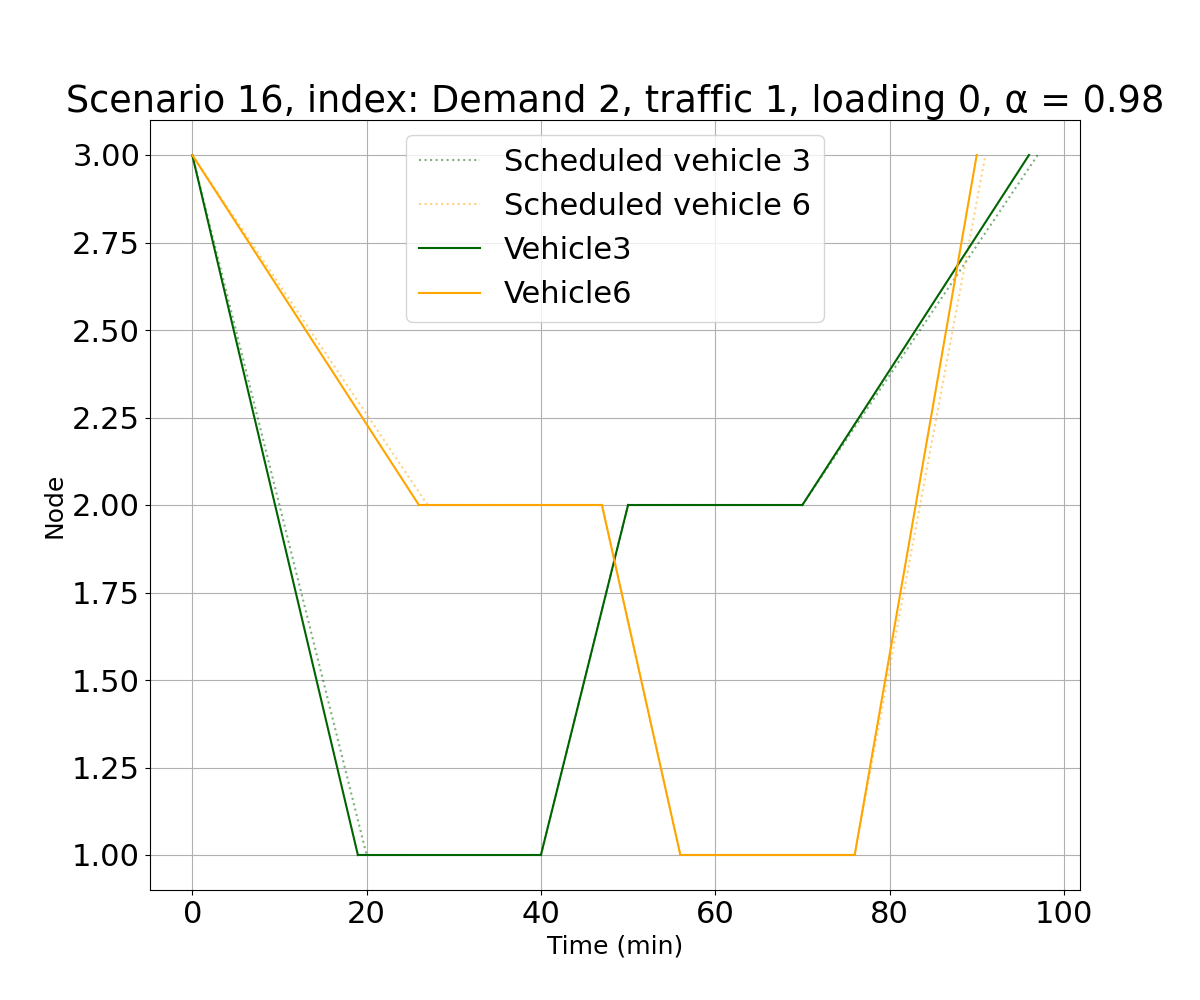 Scenario 16, index: Demand 2, traffic 1, loading 0, α = 0.98
Scheduled vehicle 3
Scheduled vehicle 6
Vehicle3
Vehicle6
3.00
2.75
2.50
2.25
2.00
1.75
1.50
1.25
1.00
Node
0 20 40 60 80 100
Time (min)